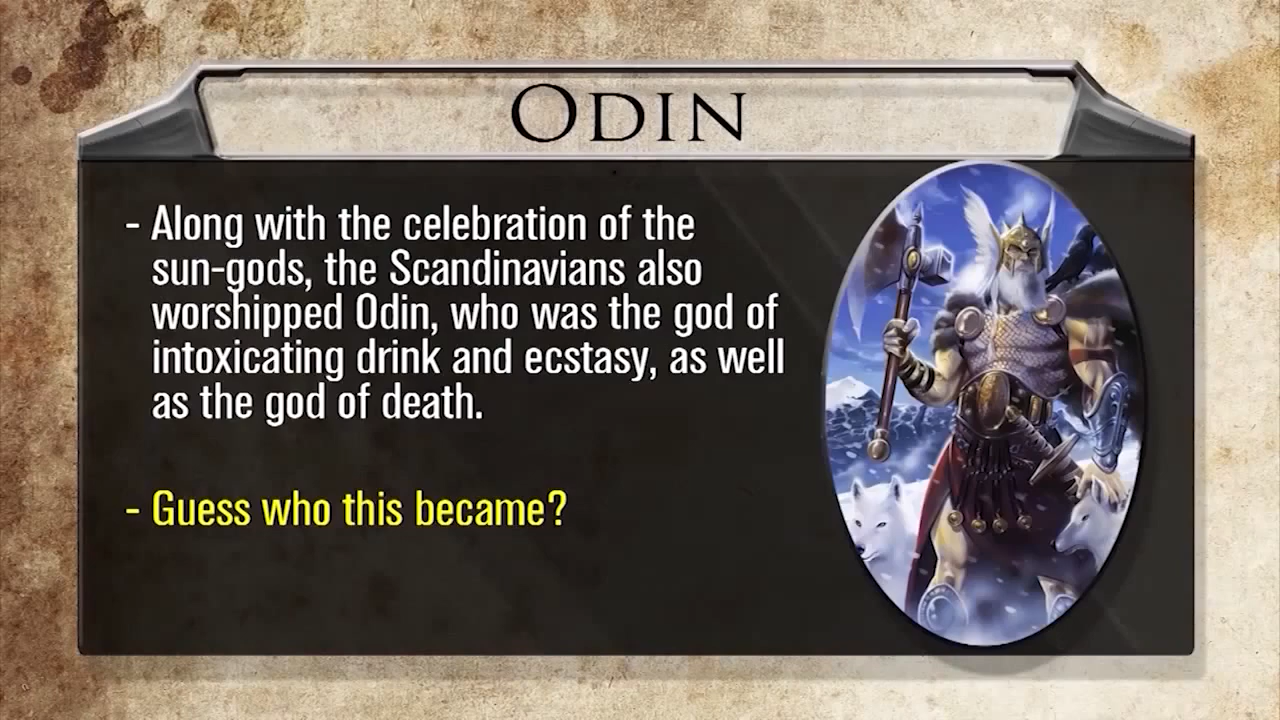 ODIN
- Along with the celebration of the
sun-gods, the Scandinavians also
worshipped Odin, who was the god of
intoxicating drink and ecstasy, as well
as the god of death.
- Guess who this became?